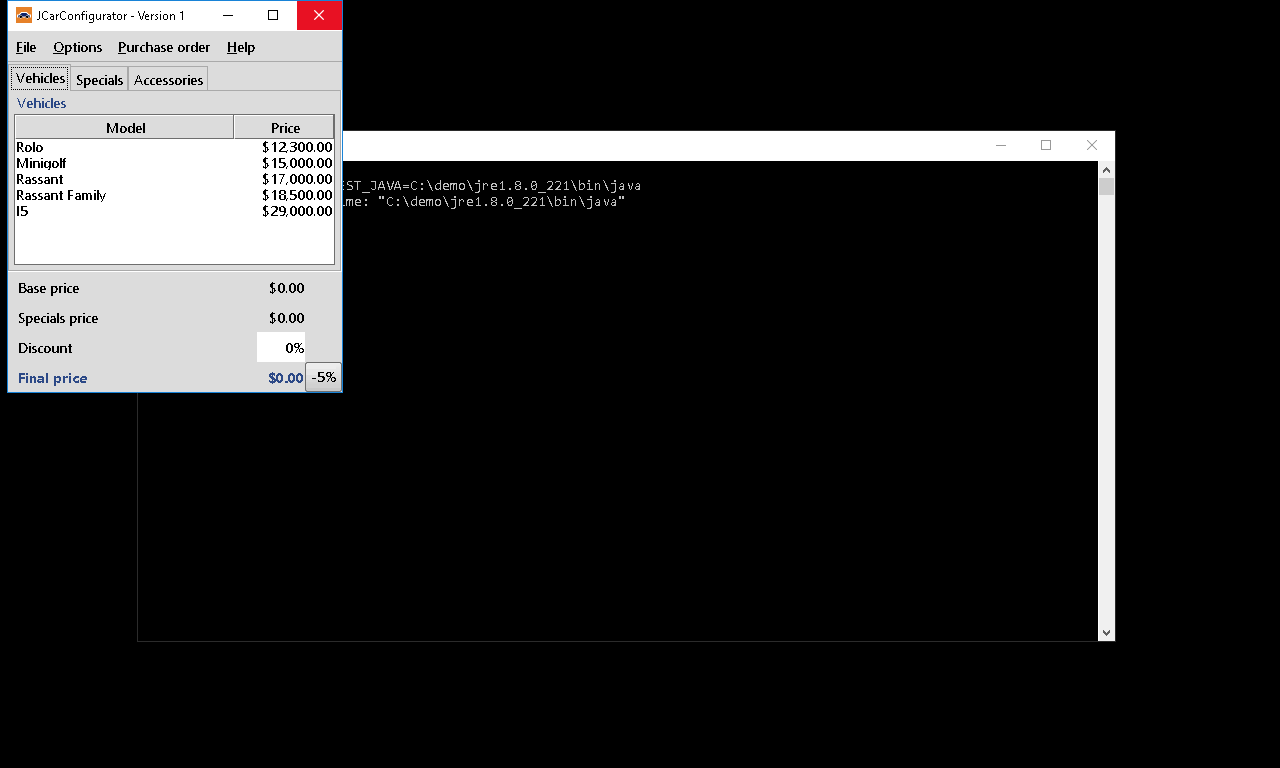 JCarConfigurator - Version 1
File Options Purchase order Help
Vehicles Specials Accessories
Vehicles
Model Price
Rolo $12,300.00
Minigolf $15,000.00
Rassant $17,000.00
Rassant Family $18,500.00
I5 $29,000.00
Base price $0.00
Specials price $0.00
Discount 0%
Final price $0.00 -5%
EST_JAVA=C:\demo\jre1.8.0_221\bin\java
ime: "C:\demo\jre1.8.0_221\bin\java"